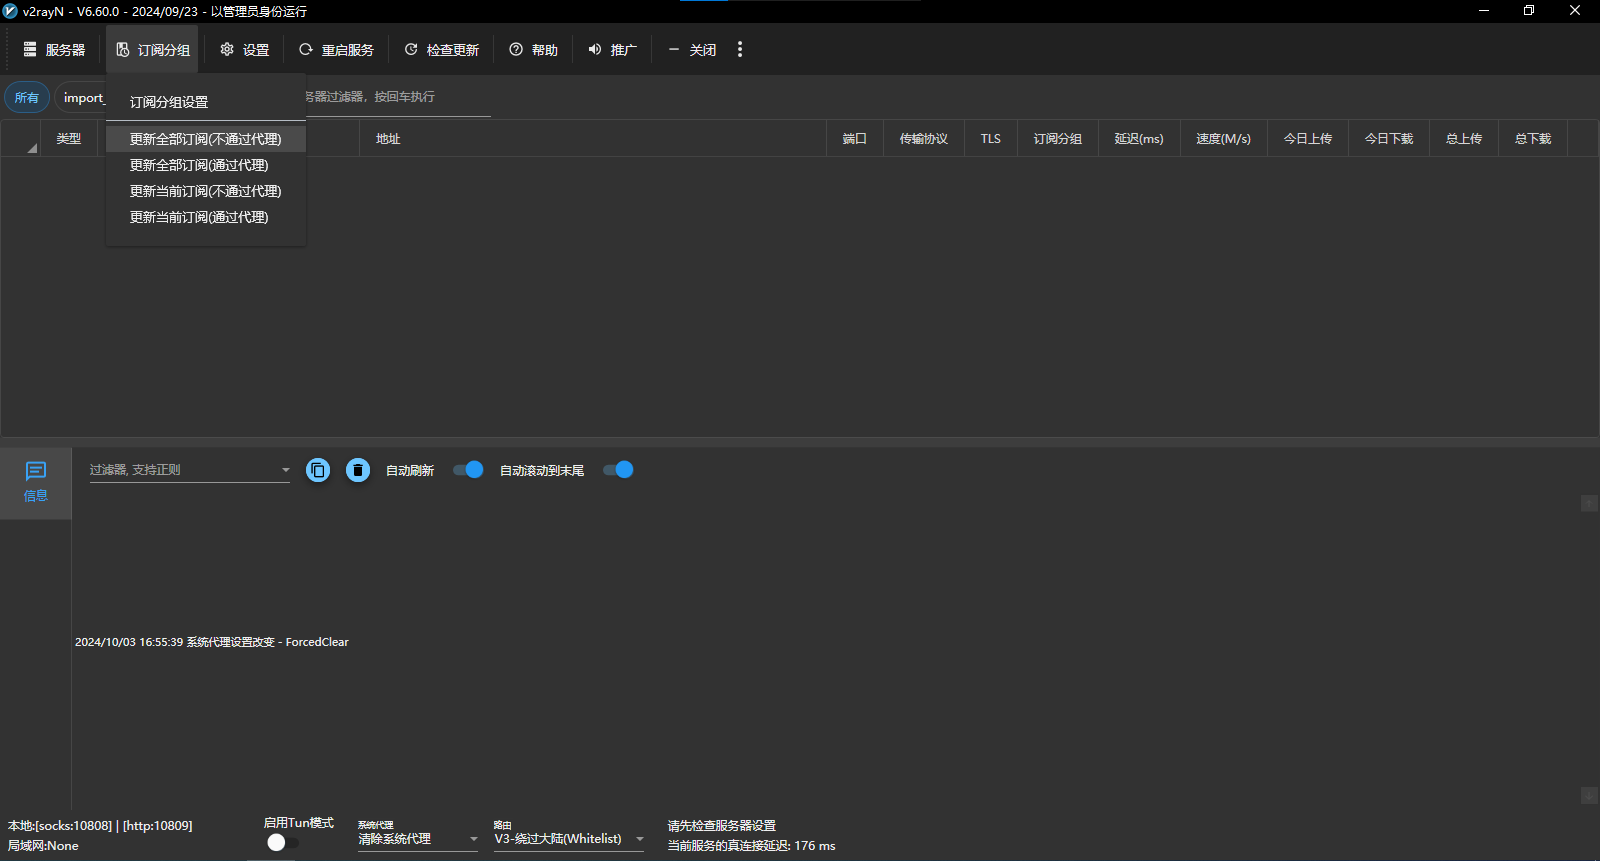 v2rayN - V6.60.0 - 2024/09/23 - 以管理员身份运行
服务器 订阅分组 设置 重启服务 检查更新 帮助 推广 关闭
所有 import_ 务器过滤器，按回车执行
订阅分组设置
更新全部订阅(不通过代理)
更新全部订阅(通过代理)
更新当前订阅(不通过代理)
更新当前订阅(通过代理)
类型 地址 端口 传输协议 TLS 订阅分组 延迟(ms) 速度(M/s) 今日上传 今日下载 总上传 总下载
信息
过滤器, 支持正则 自动刷新 自动滚动到末尾
2024/10/03 16:55:39 系统代理设置改变 - ForcedClear
本地:[socks:10808] | [http:10809]
局域网:None
启用Tun模式
系统代理
清除系统代理
路由
V3-绕过大陆(Whitelist)
请先检查服务器设置
当前服务的真连接延迟: 176 ms